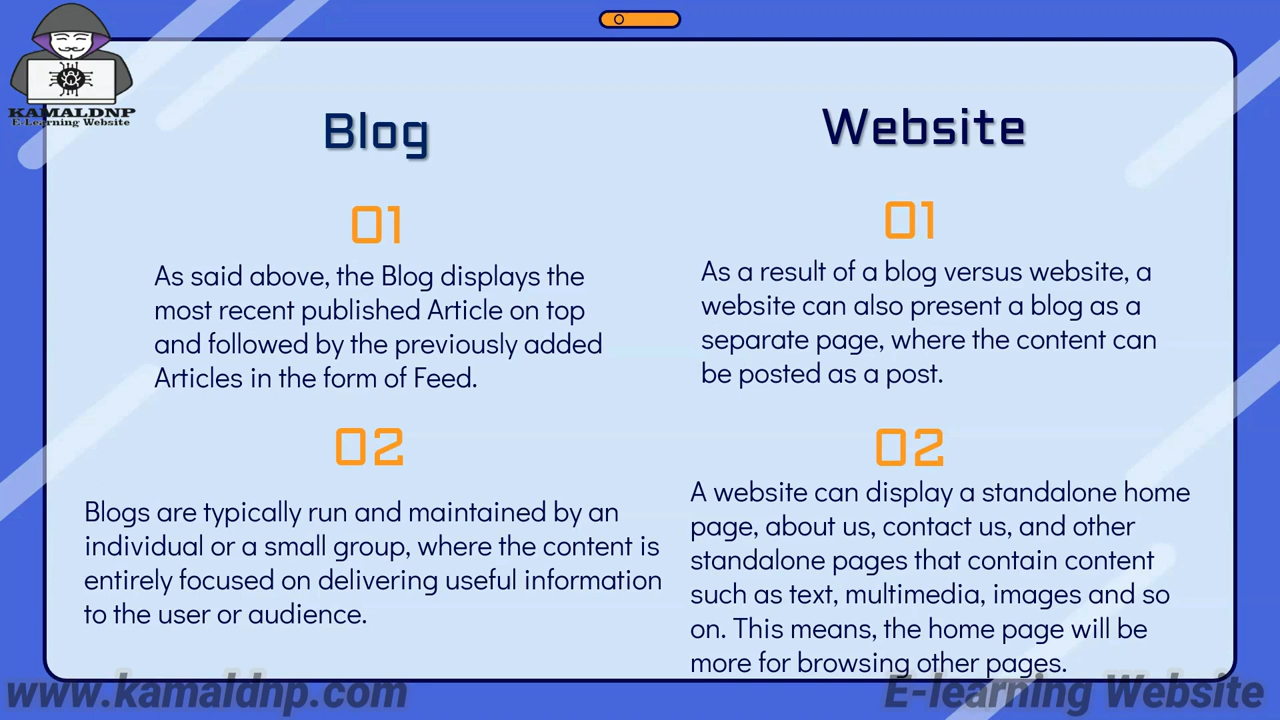 KAMALDNP
E-Learning Website
Blog
01
As said above, the Blog displays the
most recent published Article on top
and followed by the previously added
Articles in the form of Feed.
02
Blogs are typically run and maintained by an
individual or a small group, where the content is
entirely focused on delivering useful information
to the user or audience.
Website
01
As a result of a blog versus website, a
website can also present a blog as a
separate page, where the content can
be posted as a post.
02
A website can display a standalone home
page, about us, contact us, and other
standalone pages that contain content
such as text, multimedia, images and so
on. This means, the home page will be
more for browsing other pages.
www.kamaldnp.com
E-learning Website